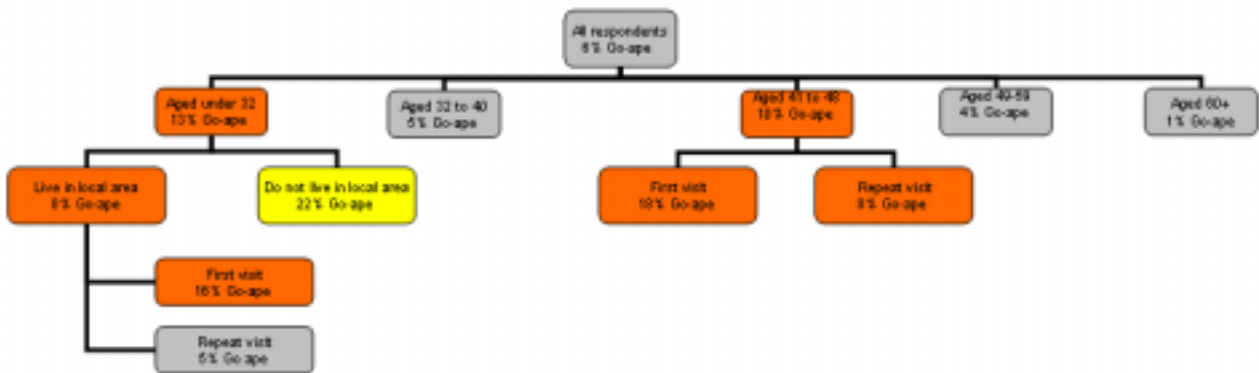 All respondents
6% Go-ape
Aged under 32
13% Go-ape
Aged 32 to 40
5% Go-ape
Aged 41 to 48
10% Go-ape
Aged 49-59
4% Go-ape
Aged 60+
1% Go-ape
Live in local area
8% Go-ape
Do not live in local area
22% Go-ape
First visit
18% Go-ape
Repeat visit
8% Go-ape
First visit
16% Go-ape
Repeat visit
5% Go-ape